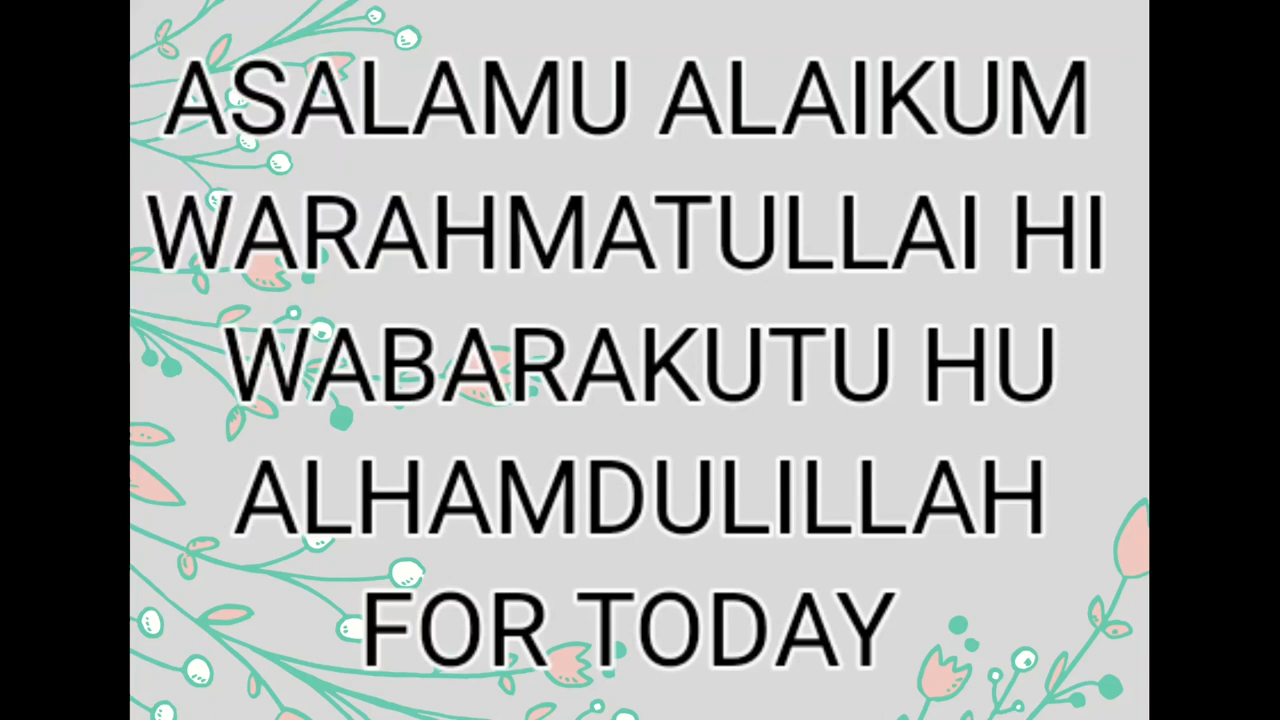 ASALAMU ALAIKUM
WARAHMATULLAI HI
WABARAKUTU HU
ALHAMDULILLAH
FOR TODAY